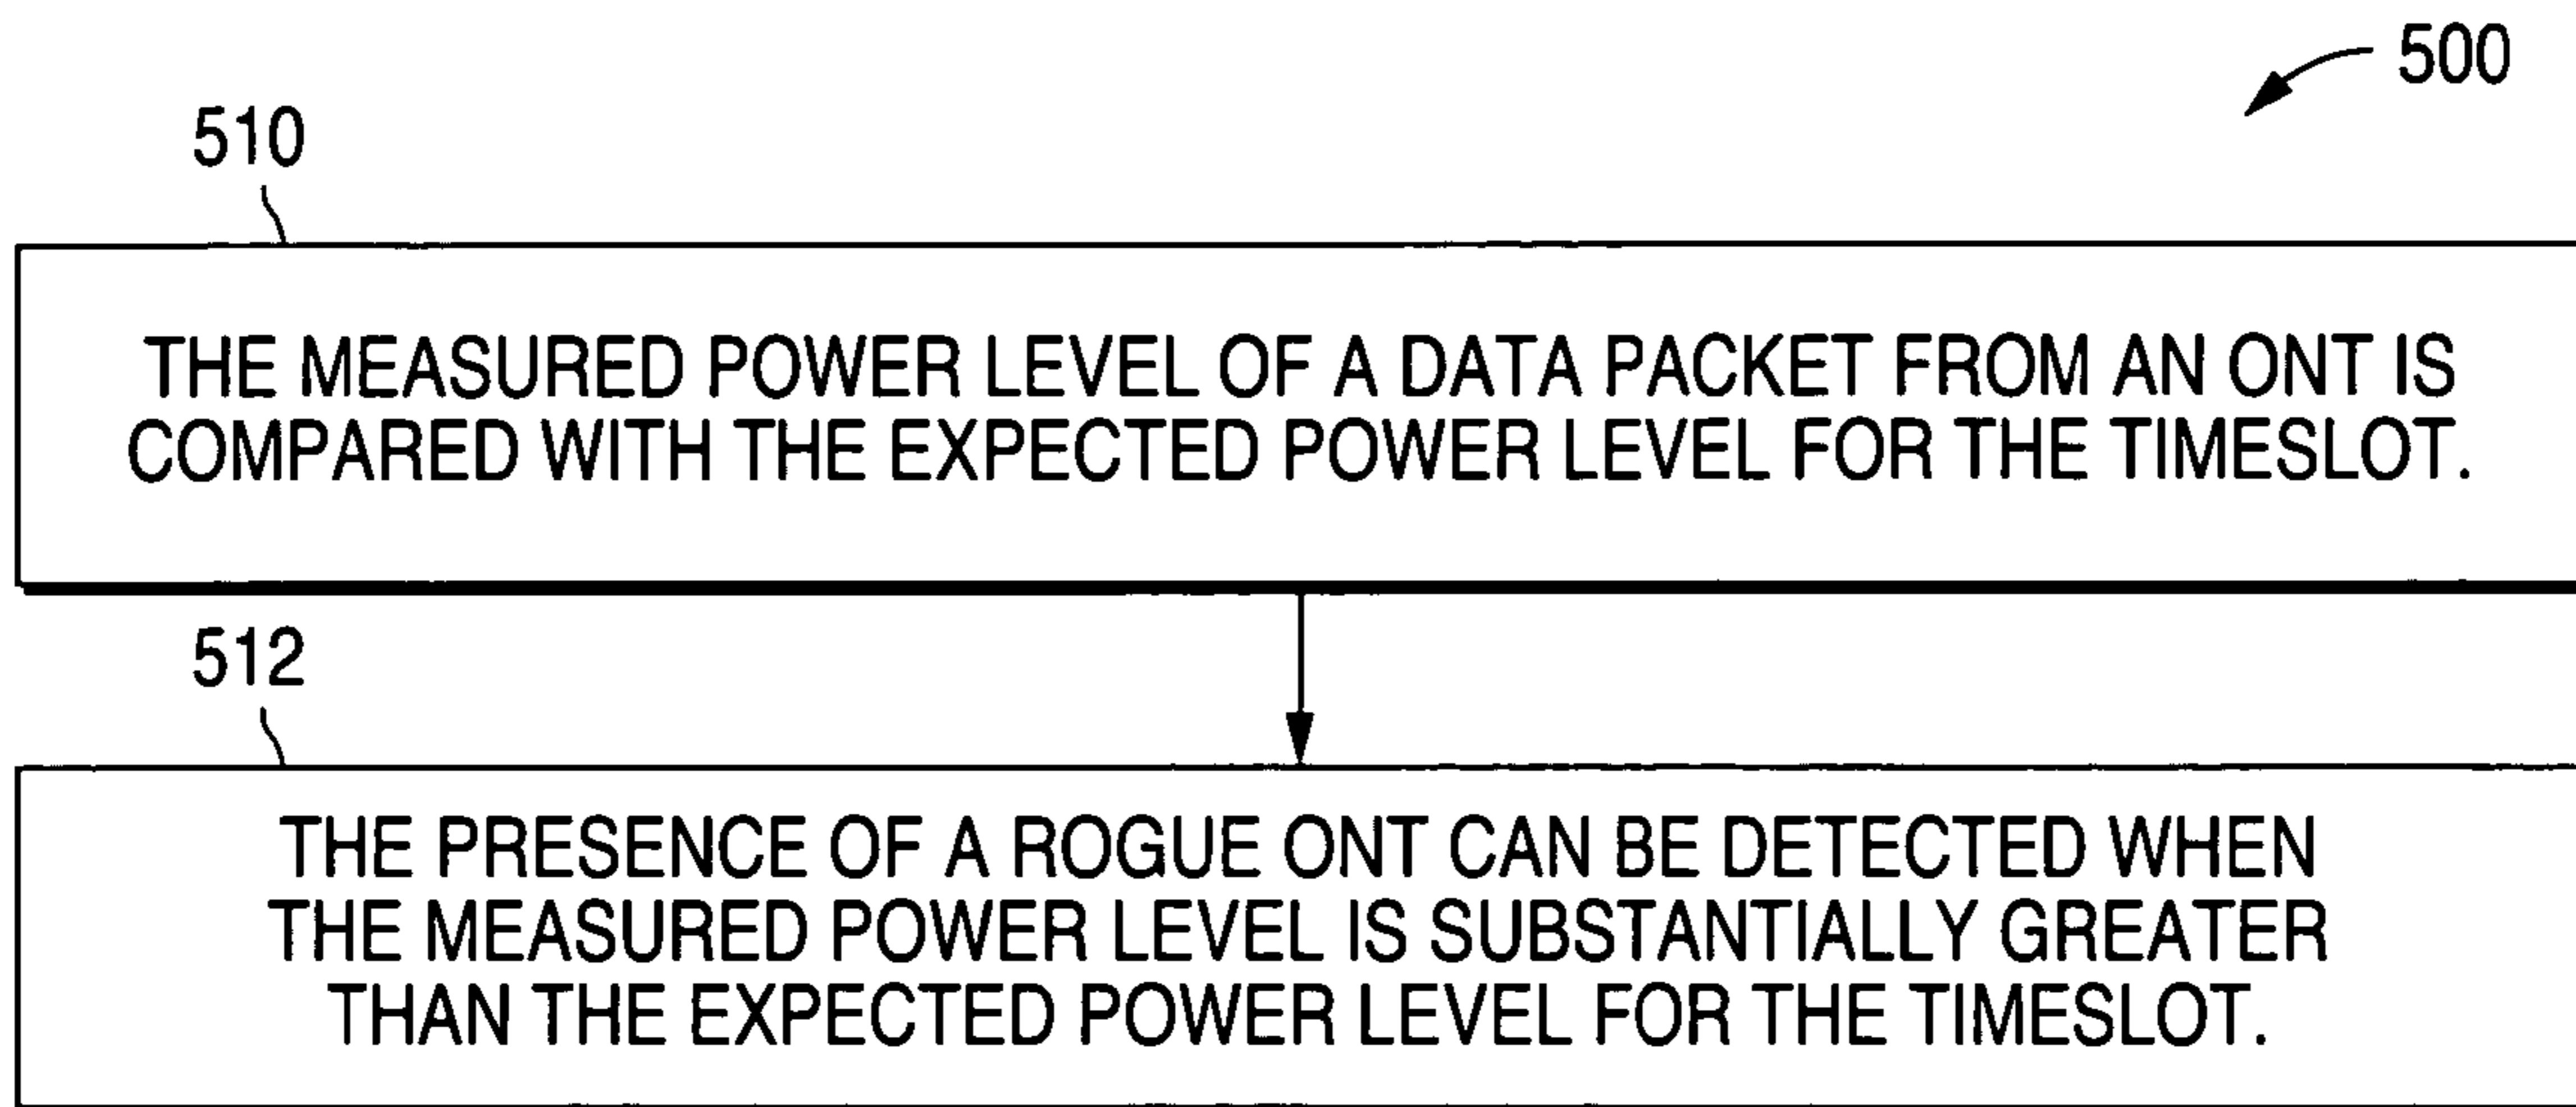 500
510
THE MEASURED POWER LEVEL OF A DATA PACKET FROM AN ONT IS
COMPARED WITH THE EXPECTED POWER LEVEL FOR THE TIMESLOT.
512
THE PRESENCE OF A ROGUE ONT CAN BE DETECTED WHEN
THE MEASURED POWER LEVEL IS SUBSTANTIALLY GREATER
THAN THE EXPECTED POWER LEVEL FOR THE TIMESLOT.